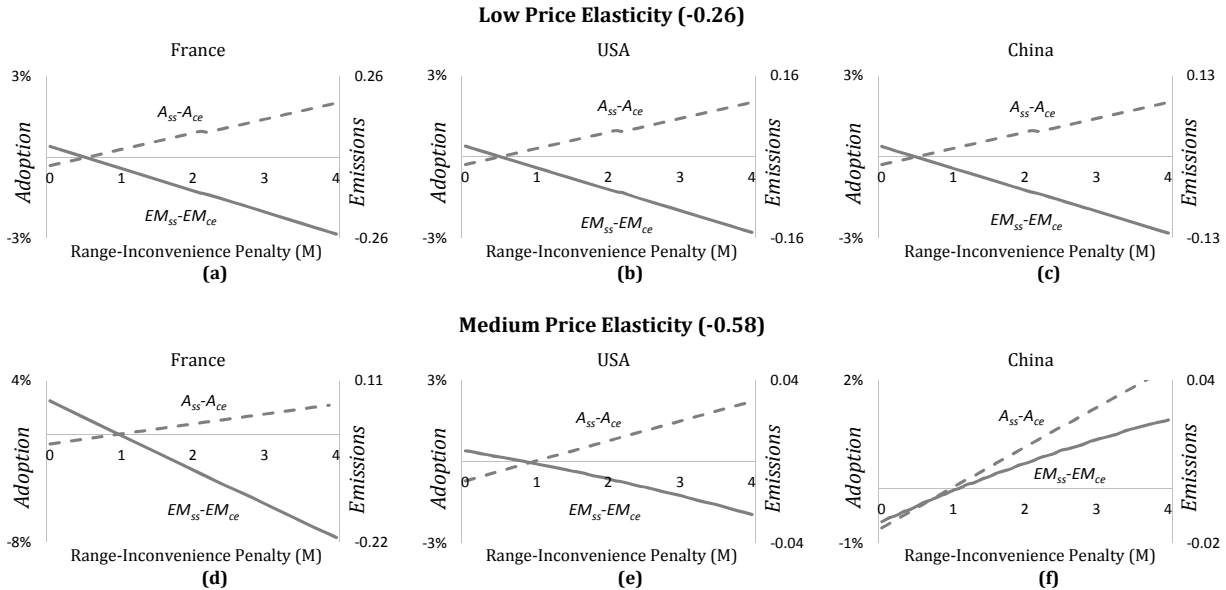 Low Price Elasticity (-0.26)
France
3%
0.26
A_ss-A_ce
Adoption
Emissions
0 1 2 3 4
EM_ss-EM_ce
-3%
-0.26
Range-Inconvenience Penalty (M)
(a)
USA
3%
0.16
A_ss-A_ce
Adoption
Emissions
0 1 2 3 4
EM_ss-EM_ce
-3%
-0.16
Range-Inconvenience Penalty (M)
(b)
China
3%
0.13
A_ss-A_ce
Adoption
Emissions
0 1 2 3 4
EM_ss-EM_ce
-3%
-0.13
Range-Inconvenience Penalty (M)
(c)
Medium Price Elasticity (-0.58)
France
4%
0.11
A_ss-A_ce
Adoption
Emissions
0 1 2 3 4
EM_ss-EM_ce
-8%
-0.22
Range-Inconvenience Penalty (M)
(d)
USA
3%
0.04
A_ss-A_ce
Adoption
Emissions
0 1 2 3 4
EM_ss-EM_ce
-3%
-0.04
Range-Inconvenience Penalty (M)
(e)
China
2%
0.04
A_ss-A_ce
Adoption
Emissions
EM_ss-EM_ce
0 1 2 3 4
-1%
-0.02
Range-Inconvenience Penalty (M)
(f)